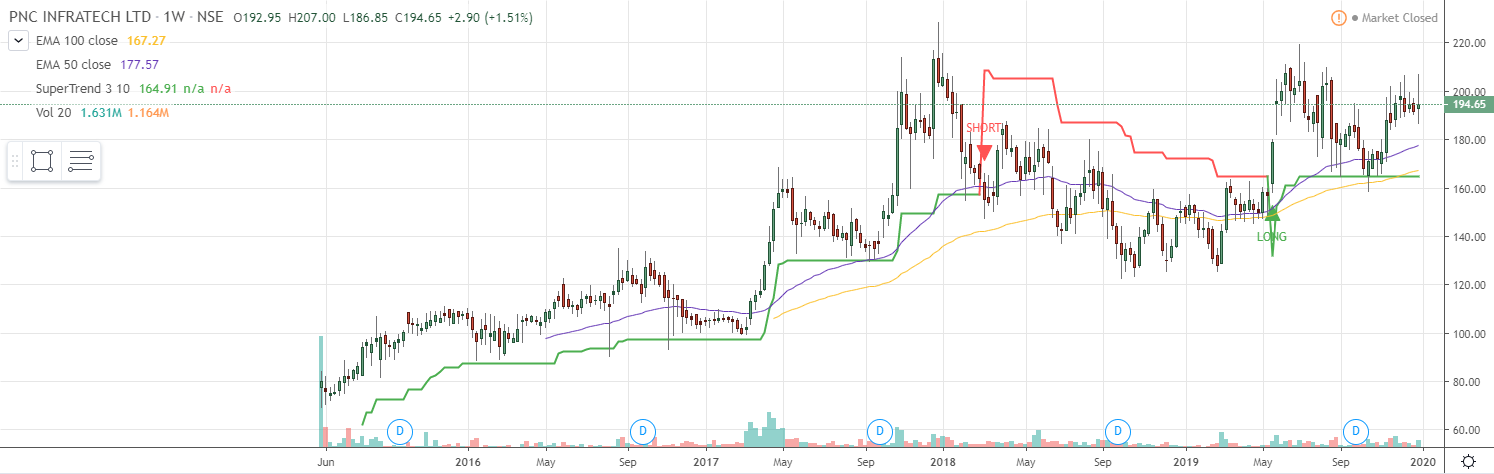 PNC INFRATECH LTD · 1W · NSE O192.95 H207.00 L186.85 C194.65 +2.90 (+1.51%)
Market Closed
EMA 100 close 167.27
EMA 50 close 177.57
SuperTrend 3 10 164.91 n/a n/a
Vol 20 1.631M 1.164M
220.00
200.00
194.65
180.00
160.00
140.00
120.00
100.00
80.00
60.00
SHORT
LONG
D D D D D
Jun 2016 May Sep 2017 May Sep 2018 May Sep 2019 May Sep 2020